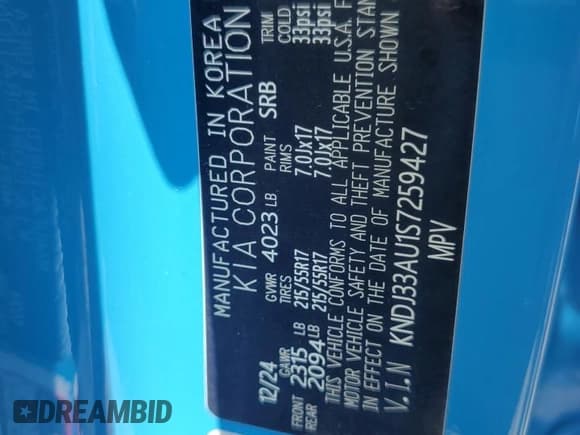 MANUFACTURED IN KOREA
KIA CORPORATION
12/24 GVWR 4023 LB PAINT SRB TRIM
GAWR TIRES RIMS COLD
FRONT 2315 LB 215/55R17 7.0JX17 33psi
REAR 2094 LB 215/55R17 7.0JX17 33psi
THIS VEHICLE CONFORMS TO ALL APPLICABLE U.S.A. F
MOTOR VEHICLE SAFETY AND THEFT PREVENTION STAN
IN EFFECT ON THE DATE OF MANUFACTURE SHOWN
V.I.N KNDJ33AU1S7259427
MPV
DREAMBID